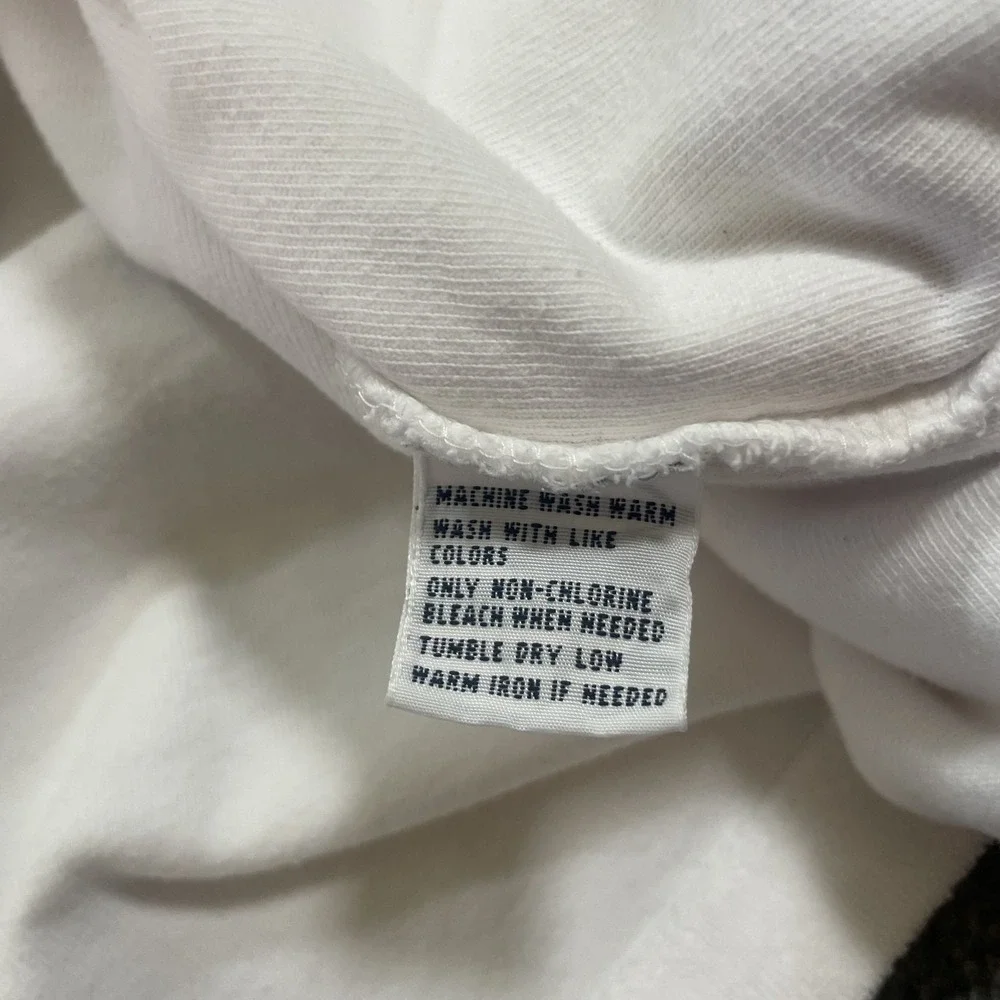 MACHINE WASH WARM
WASH WITH LIKE
COLORS
ONLY NON-CHLORINE
BLEACH WHEN NEEDED
TUMBLE DRY LOW
WARM IRON IF NEEDED